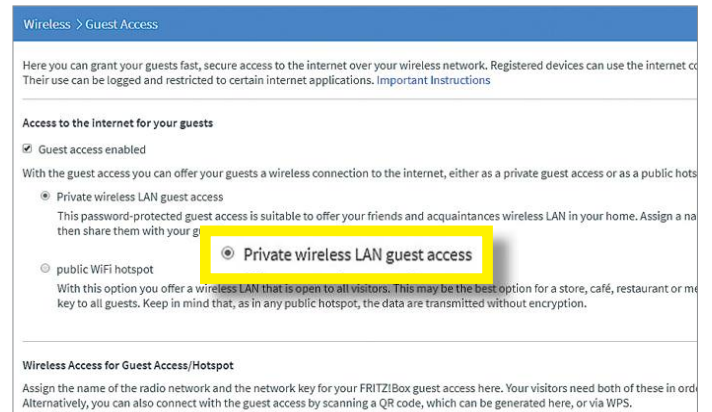 Wireless > Guest Access
Here you can grant your guests fast, secure access to the internet over your wireless network. Registered devices can use the internet
Their use can be logged and restricted to certain internet applications. Important Instructions
Access to the internet for your guests
Guest access enabled
With the guest access you can offer your guests a wireless connection to the internet, either as a private guest access or as a public
Private wireless LAN guest access
This password-protected guest access is suitable to offer your friends and acquaintances wireless LAN in your home. Assign a
then share them with your
Private wireless LAN guest access
public WiFi hotspot
With this option you offer a wireless LAN that is open to all visitors. This may be the best option for a store, café, restaurant or
key to all guests. Keep in mind that, as in any public hotspot, the data are transmitted without encryption.
Wireless Access for Guest Access/Hotspot
Assign the name of the radio network and the network key for your FRITZ!Box guest access here. Your visitors need both of these in
Alternatively, you can also connect with the guest access by scanning a QR code, which can be generated here, or via WPS.